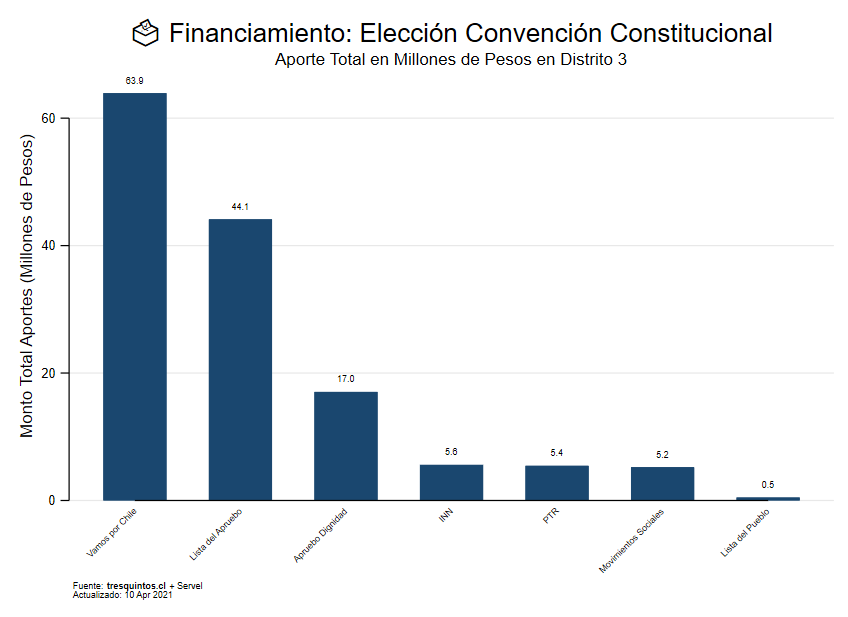 Financiamiento: Elección Convención Constitucional
Aporte Total en Millones de Pesos en Distrito 3
Monto Total Aportes (Millones de Pesos)
60
40
20
0
63.9
44.1
17.0
5.6
5.4
5.2
0.5
Vamos por Chile
Lista del Apruebo
Apruebo Dignidad
INN
PTR
Movimientos Sociales
Lista del Pueblo
Fuente: tresquintos.cl + Servel
Actualizado: 10 Apr 2021